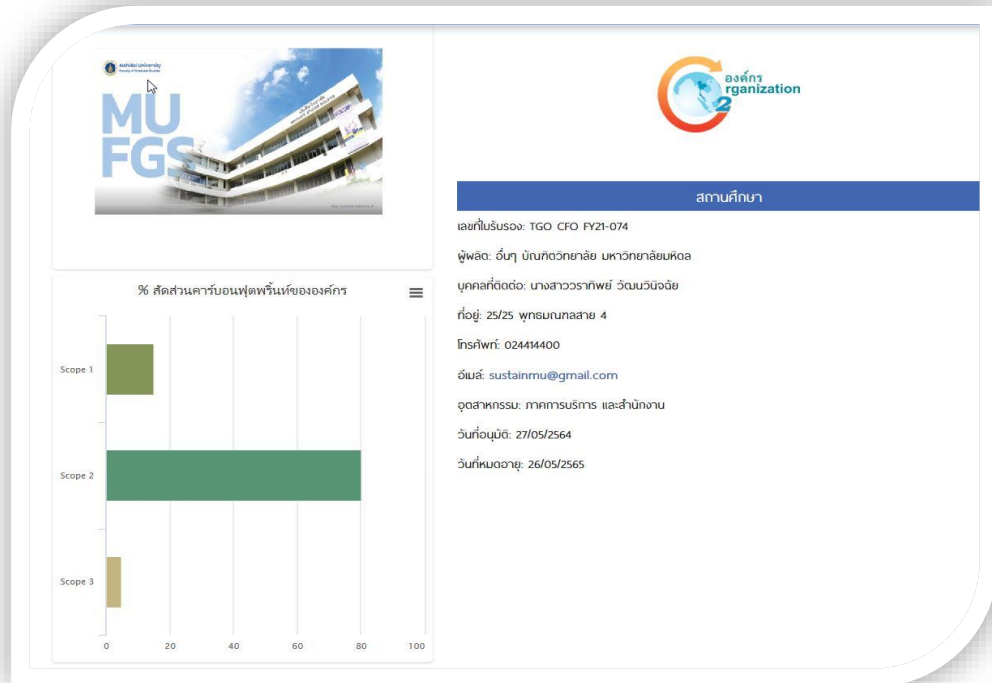 Mahidol University
Faculty of Graduate Studies
MU
FGS
องค์กร
rganization
2
สถานศึกษา
เลขที่ใบรับรอง: TGO CFO FY21-074
ผู้ผลิต: อื่นๆ บัณฑิตวิทยาลัย มหาวิทยาลัยมหิดล
บุคคลที่ติดต่อ: นางสาววราทิพย์ วัฒนวินิจฉัย
ที่อยู่: 25/25 พุทธมณฑลสาย 4
โทรศัพท์: 024414400
อีเมล์: sustainmu@gmail.com
อุตสาหกรรม: ภาคการบริการ และสำนักงาน
วันที่อนุมัติ: 27/05/2564
วันที่หมดอายุ: 26/05/2565
% สัดส่วนคาร์บอนฟุตพริ้นท์ขององค์กร
Scope 1
Scope 2
Scope 3
0 20 40 60 80 100